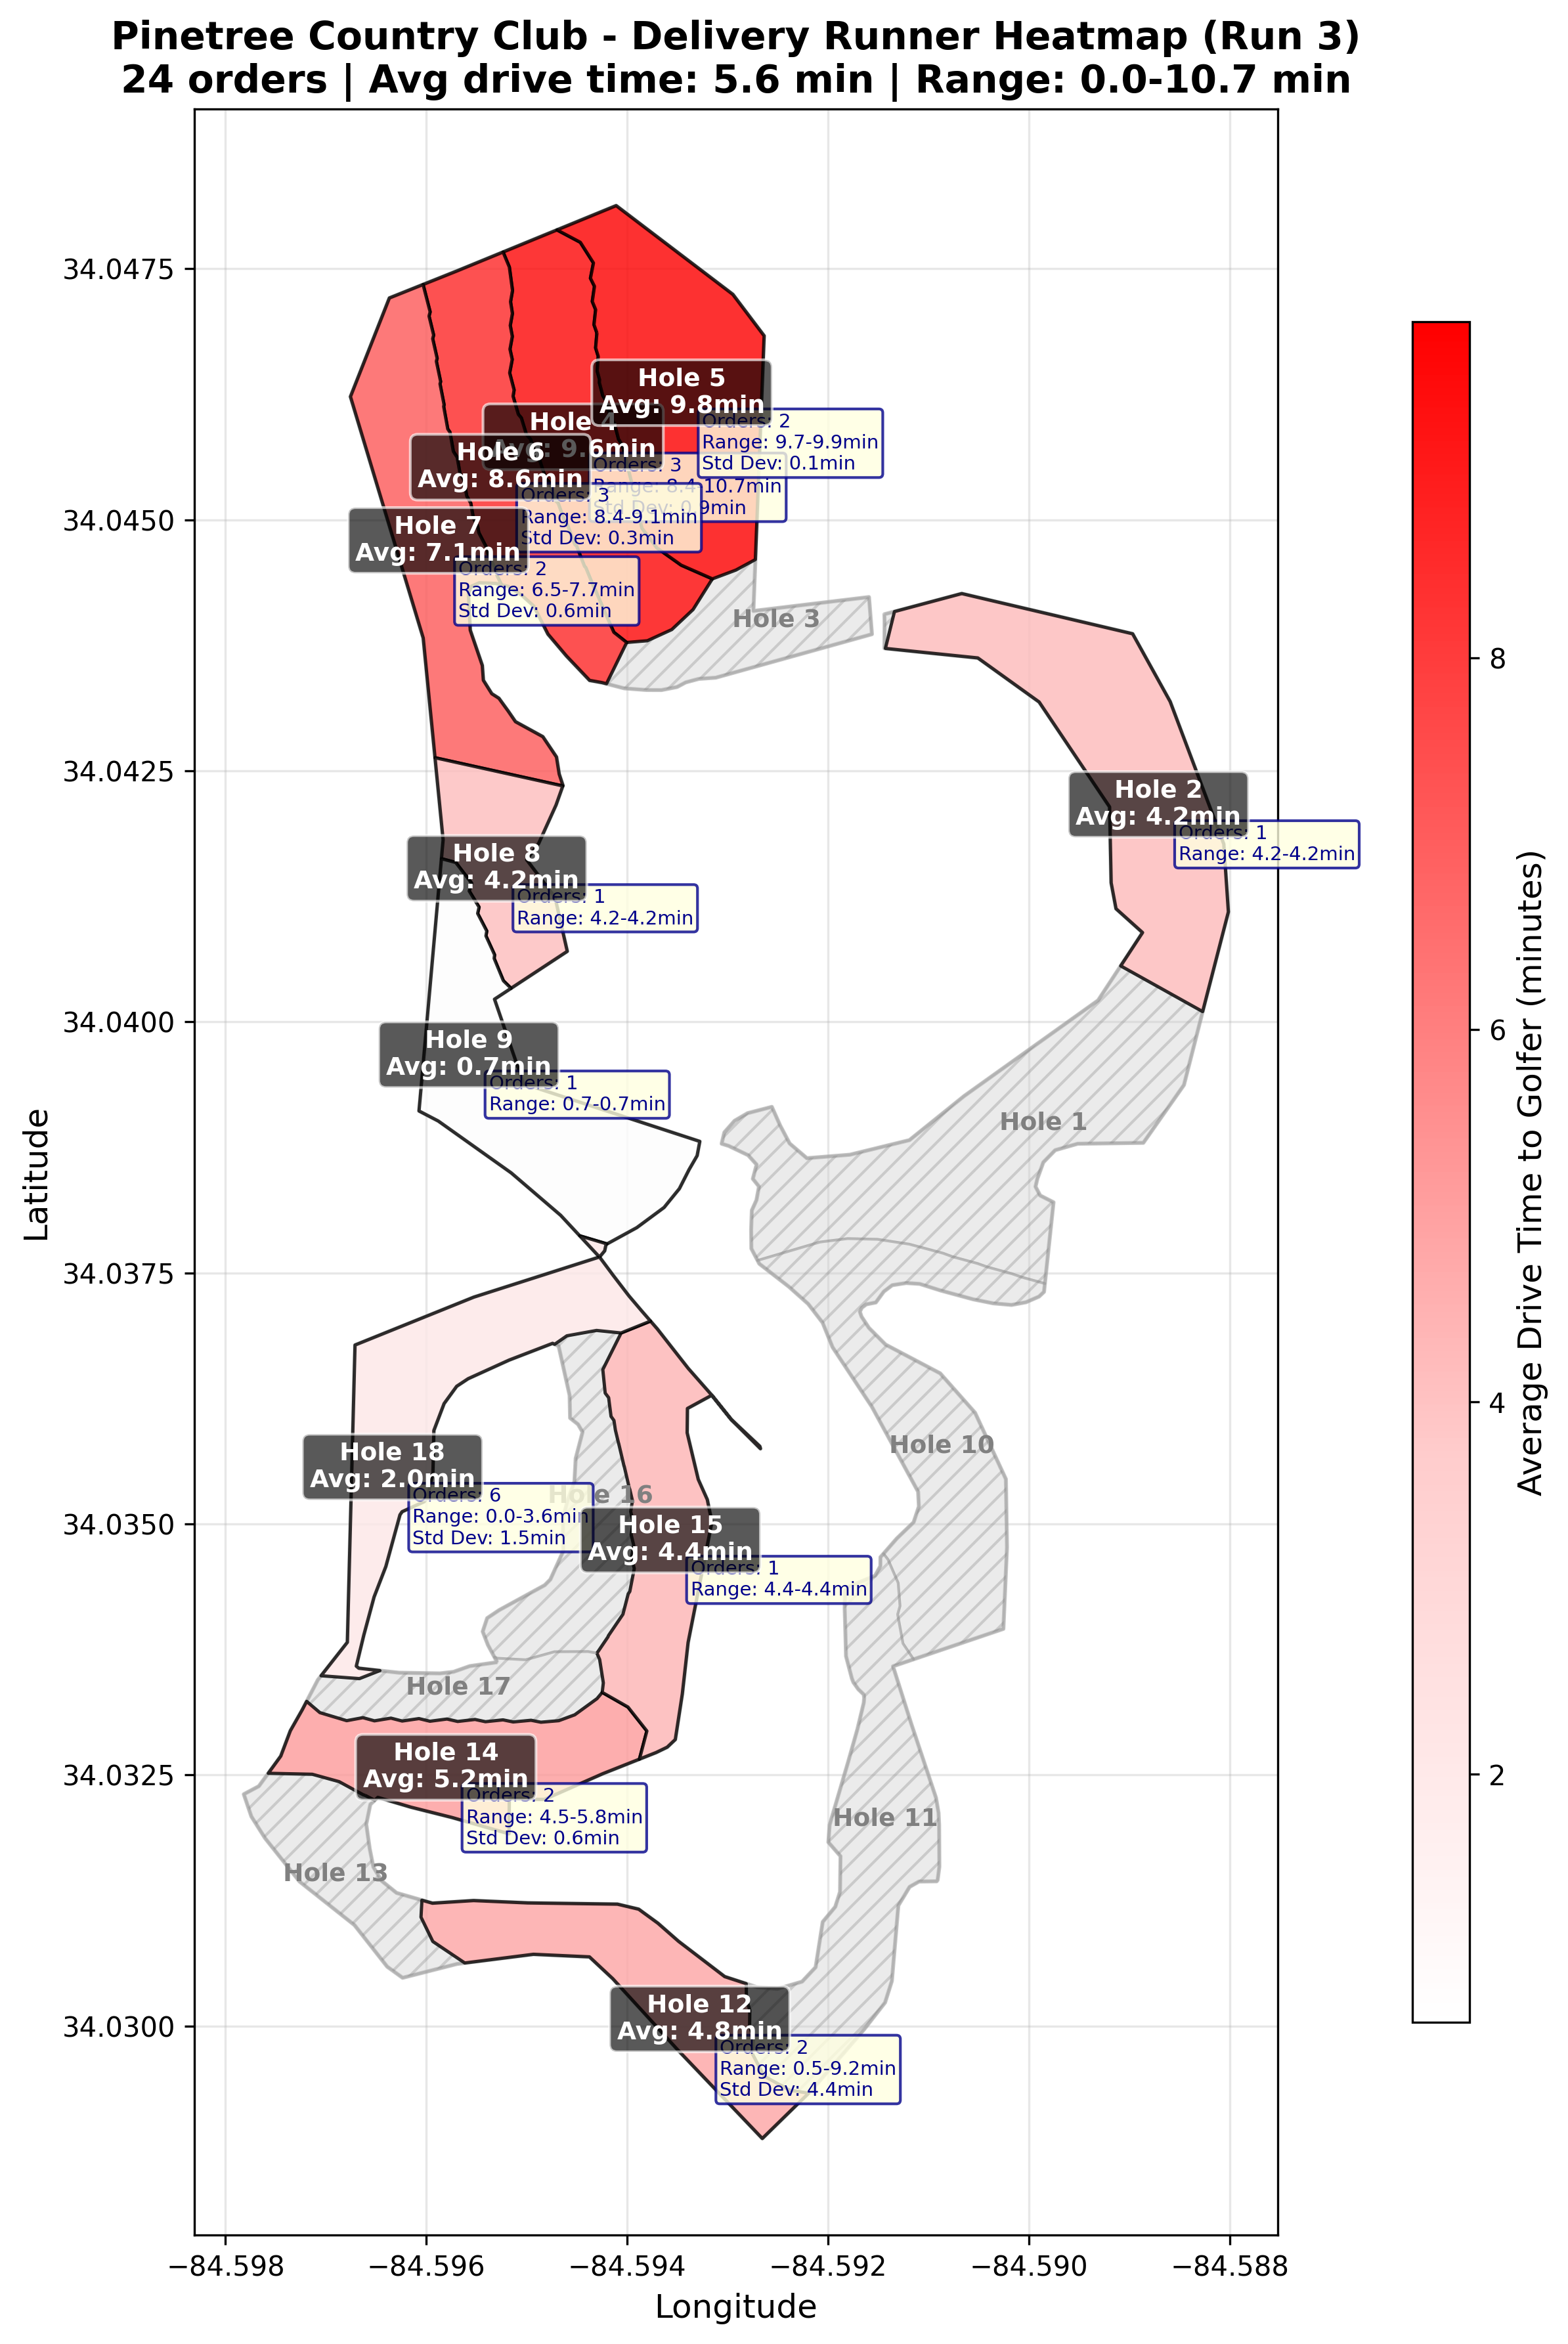 Pinetree Country Club - Delivery Runner Heatmap (Run 3)
24 orders | Avg drive time: 5.6 min | Range: 0.0-10.7 min
Latitude
34.0475
34.0450
34.0425
34.0400
34.0375
34.0350
34.0325
34.0300
Hole 5
Avg: 9.8min
Orders: 2
Range: 9.7-9.9min
Std Dev: 0.1min
Hole 4
Avg: 9.6min
Orders: 3
Range: 8.4-10.7min
Std Dev: 0.9min
Hole 6
Avg: 8.6min
Orders: 3
Range: 8.4-9.1min
Std Dev: 0.3min
Hole 7
Avg: 7.1min
Orders: 2
Range: 6.5-7.7min
Std Dev: 0.6min
Hole 3
Hole 2
Avg: 4.2min
Orders: 1
Range: 4.2-4.2min
Hole 8
Avg: 4.2min
Orders: 1
Range: 4.2-4.2min
Hole 9
Avg: 0.7min
Orders: 1
Range: 0.7-0.7min
Hole 1
Hole 10
Hole 18
Avg: 2.0min
Orders: 6
Range: 0.0-3.6min
Std Dev: 1.5min
Hole 16
Hole 15
Avg: 4.4min
Orders: 1
Range: 4.4-4.4min
Hole 17
Hole 14
Avg: 5.2min
Orders: 2
Range: 4.5-5.8min
Std Dev: 0.6min
Hole 11
Hole 13
Hole 12
Avg: 4.8min
Orders: 2
Range: 0.5-9.2min
Std Dev: 4.4min
−84.598
−84.596
−84.594
−84.592
−84.590
−84.588
Longitude
8
6
4
2
Average Drive Time to Golfer (minutes)